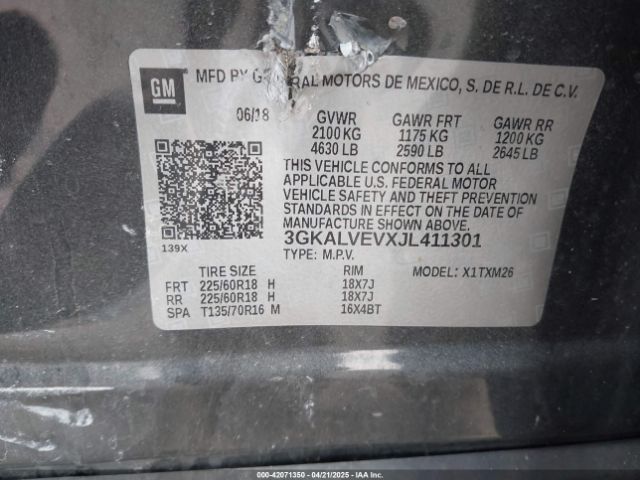 GM
MFD BY GENERAL MOTORS DE MEXICO, S. DE R.L. DE C.V.
06/18 GVWR GAWR FRT GAWR RR
2100 KG 1175 KG 1200 KG
4630 LB 2590 LB 2645 LB
THIS VEHICLE CONFORMS TO ALL
APPLICABLE U.S. FEDERAL MOTOR
VEHICLE SAFETY AND THEFT PREVENTION
STANDARDS IN EFFECT ON THE DATE OF
MANUFACTURE SHOWN ABOVE.
139X
3GKALVEVXJL411301
TYPE: M.P.V.
TIRE SIZE RIM MODEL: X1TXM26
FRT 225/60R18 H 18X7J
RR 225/60R18 H 18X7J
SPA T135/70R16 M 16X4BT
000-42071350 | 04/21/2025 | IAA, Inc.